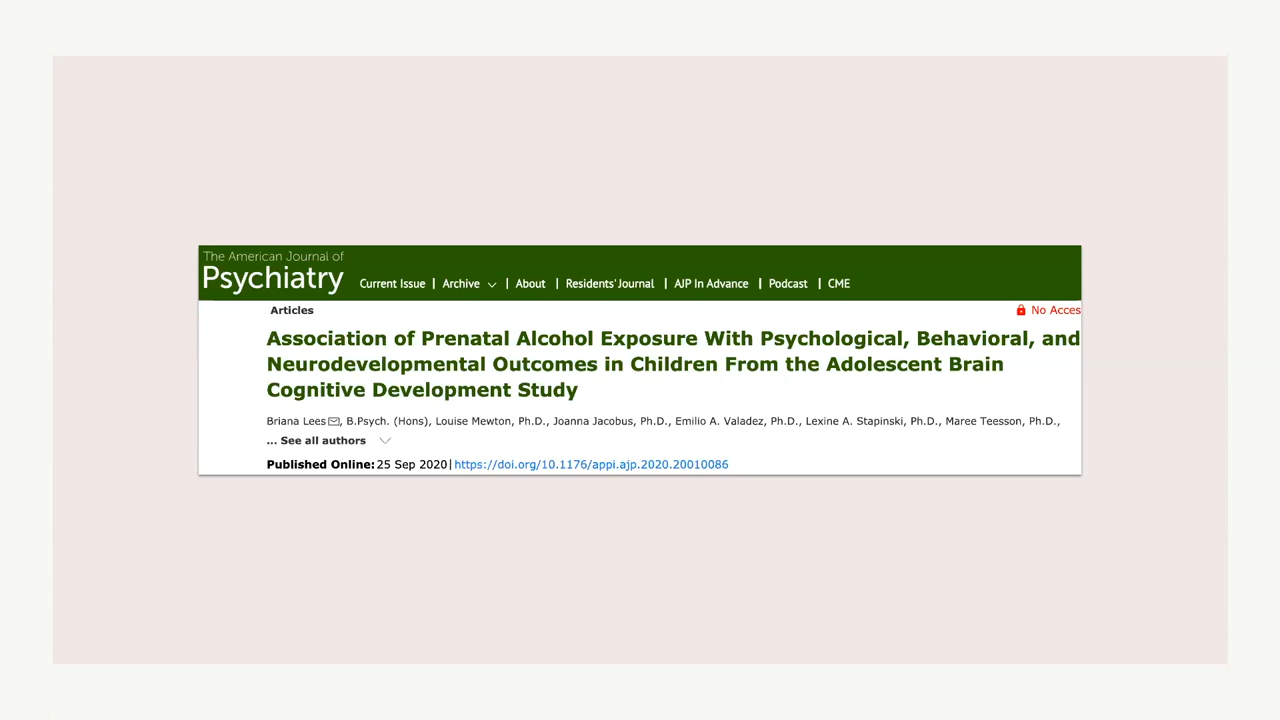 The American Journal of
Psychiatry
Current Issue | Archive | About | Residents' Journal | AJP In Advance | Podcast | CME
Articles
No Acces
Association of Prenatal Alcohol Exposure With Psychological, Behavioral, and
Neurodevelopmental Outcomes in Children From the Adolescent Brain
Cognitive Development Study
Briana Lees, B.Psych. (Hons), Louise Mewton, Ph.D., Joanna Jacobus, Ph.D., Emilio A. Valadez, Ph.D., Lexine A. Stapinski, Ph.D., Maree Teesson, Ph.D.,
... See all authors
Published Online: 25 Sep 2020 | https://doi.org/10.1176/appi.ajp.2020.20010086